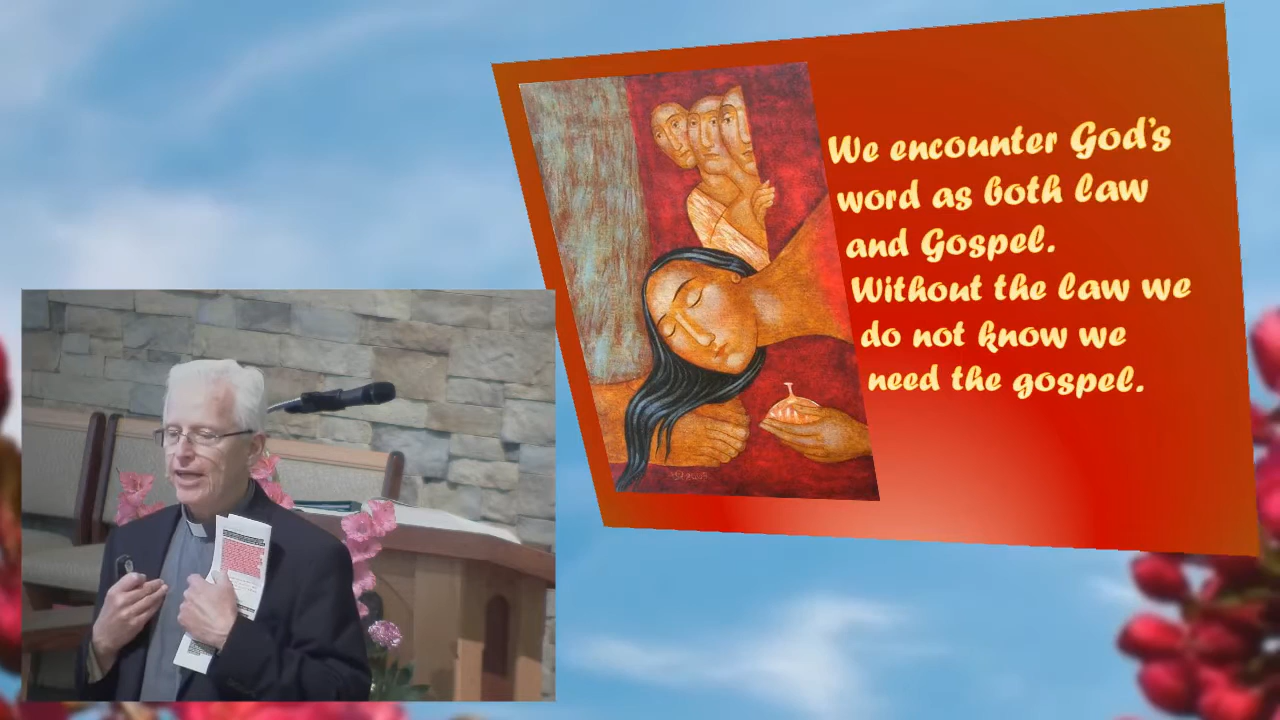 We encounter God's
word as both law
and Gospel.
Without the law we
do not know we
need the gospel.